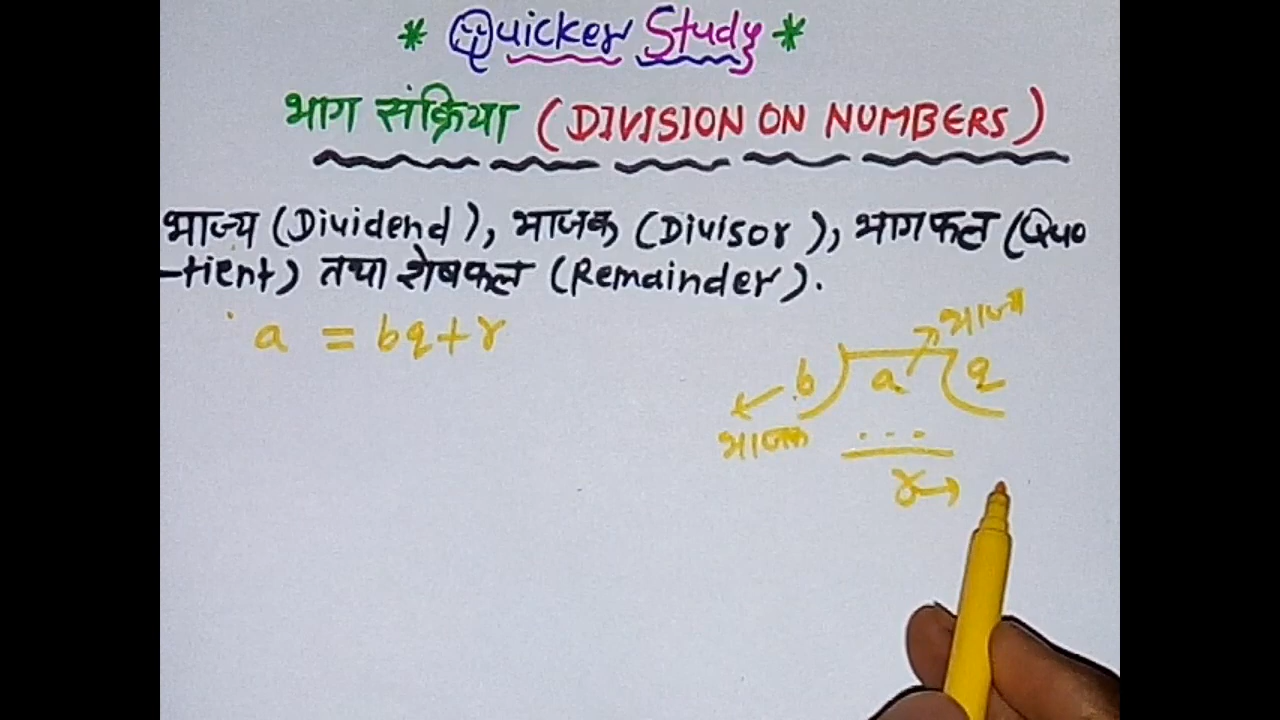 * Quicker Study *
भाग संक्रिया (DIVISION ON NUMBERS)
भाज्य (Dividend), भाजक (Divisor), भागफल (Quo
-tient) तथा शेषफल (Remainder).
a = bq+r
भाज्य
b) a (q
भाजक
...
r→